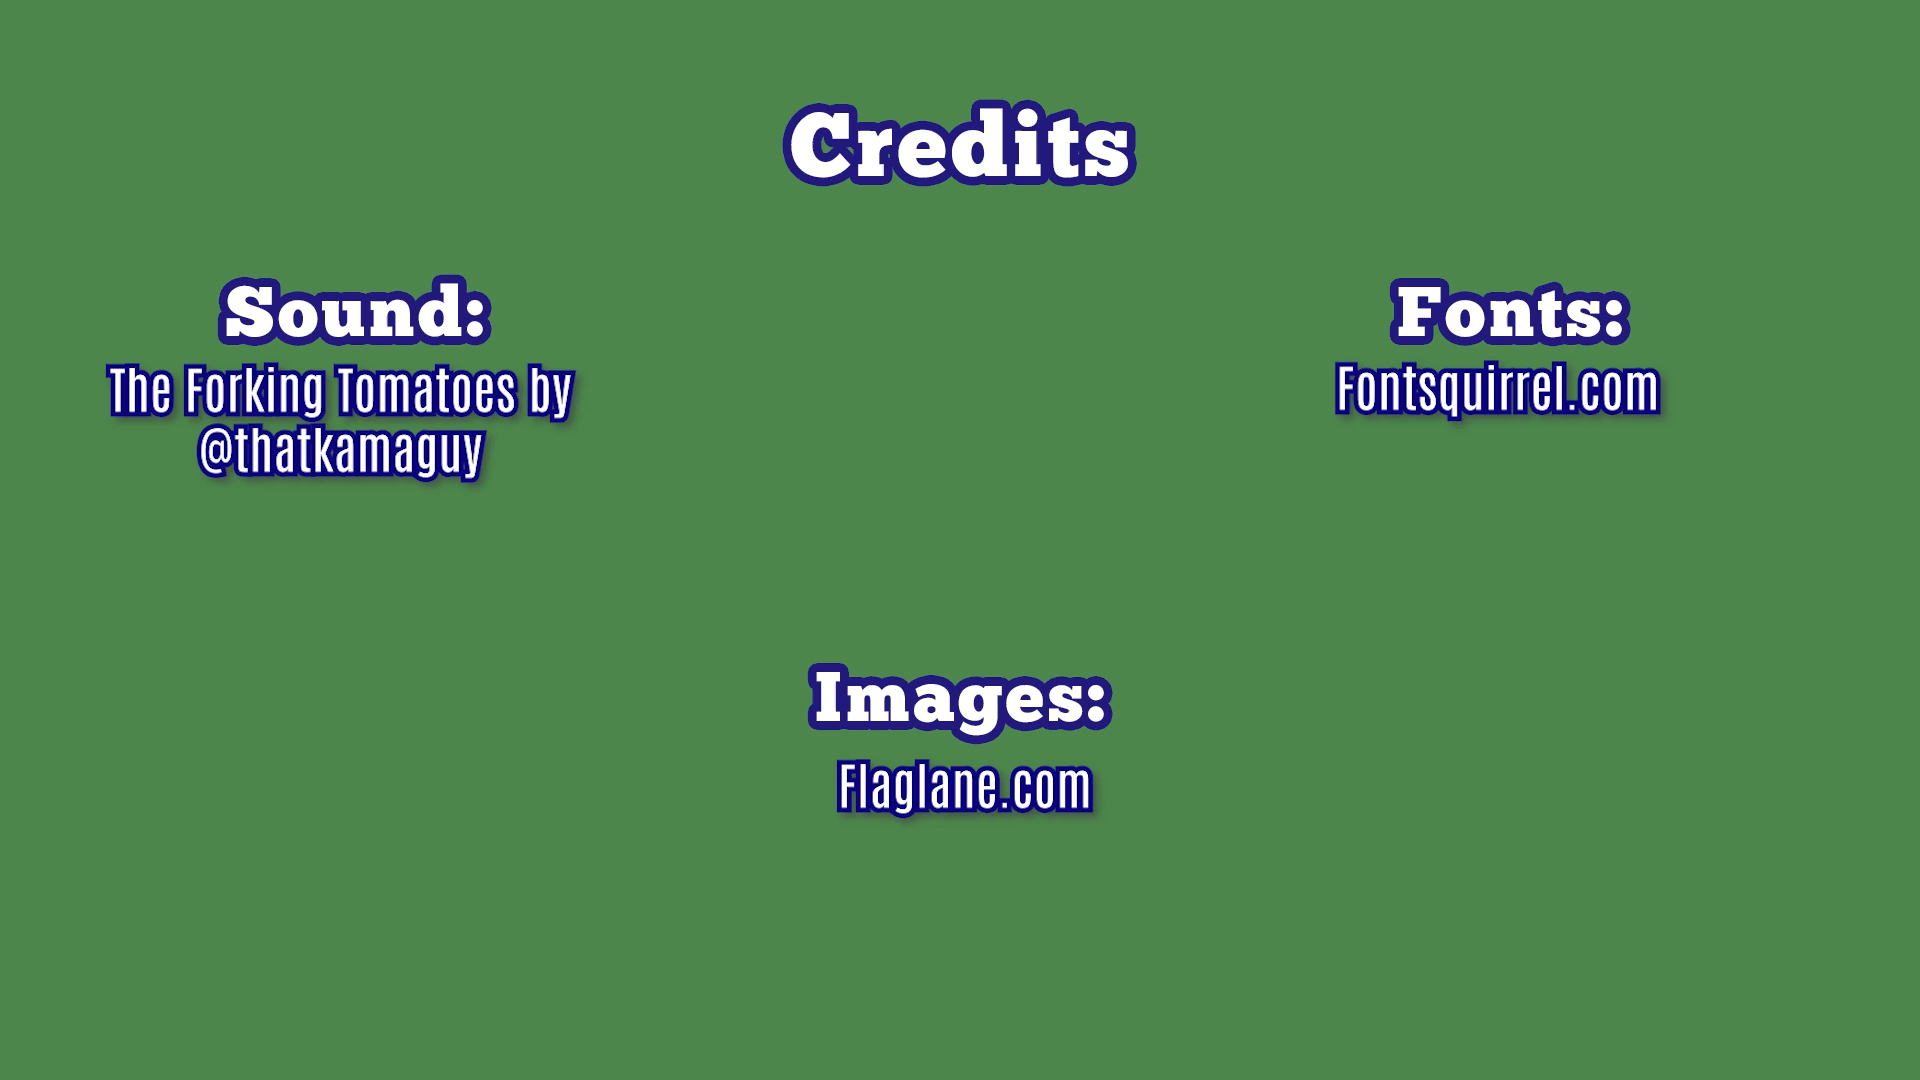 Credits
Sound:
The Forking Tomatoes by
@thatkamaguy
Fonts:
Fontsquirrel.com
Images:
Flaglane.com